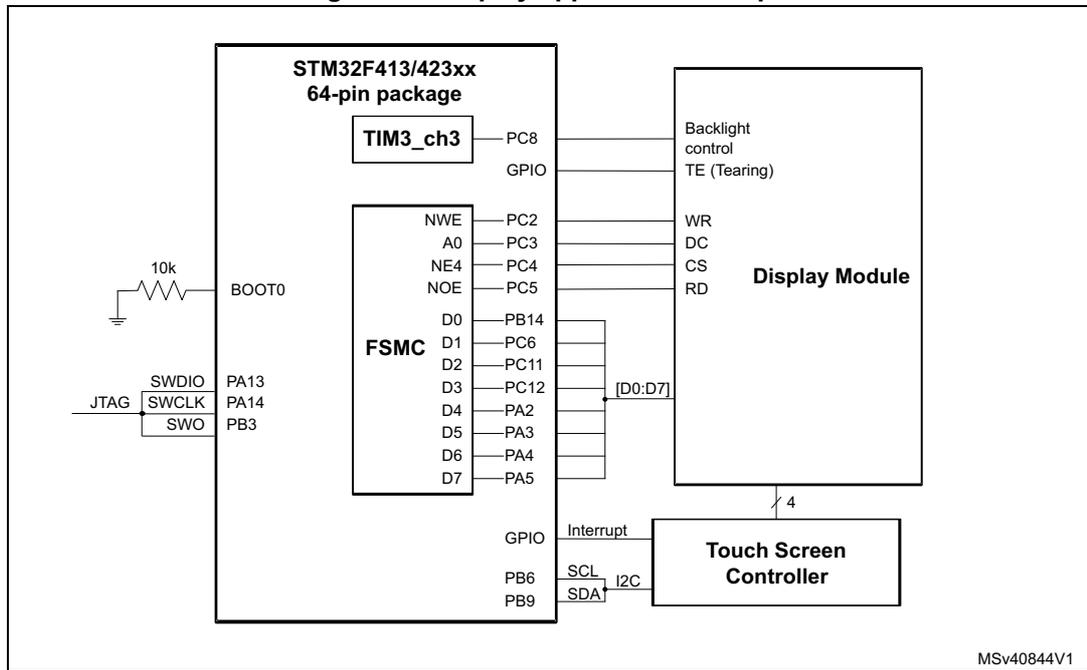 STM32F413/423xx
64-pin package
TIM3_ch3
PC8
Backlight
control
GPIO
TE (Tearing)
NWE PC2 WR
A0 PC3 DC
NE4 PC4 CS
NOE PC5 RD
Display Module
10k
BOOT0
FSMC
D0 PB14
D1 PC6
D2 PC11
D3 PC12
D4 PA2
D5 PA3
D6 PA4
D7 PA5
[D0:D7]
JTAG
SWDIO PA13
SWCLK PA14
SWO PB3
4
GPIO Interrupt
Touch Screen
Controller
PB6 SCL
PB9 SDA
I2C
MSv40844V1